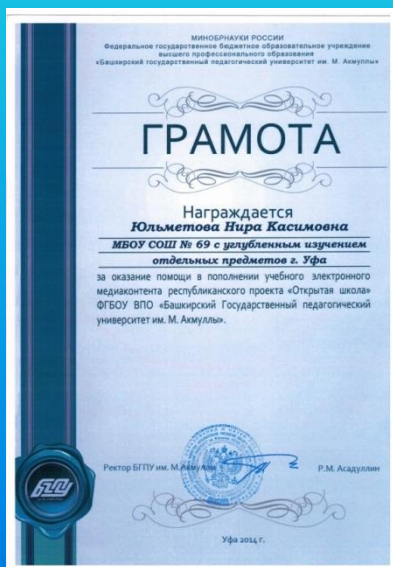 МИНОБРНАУКИ РОССИИ
Федеральное государственное бюджетное образовательное учреждение
высшего профессионального образования
«Башкирский государственный педагогический университет им. М. Акмуллы»
ГРАМОТА
Награждается
Юльметова Нира Касимовна
МБОУ СОШ № 69 с углубленным изучением
отдельных предметов г. Уфа
за оказание помощи в пополнении учебного электронного
медиаконтента республиканского проекта «Открытая школа»
ФГБОУ ВПО «Башкирский Государственный педагогический
университет им. М. Акмуллы».
Ректор БГПУ им. М.Акмуллы
Р.М. Асадуллин
БГПУ
Уфа 2014 г.